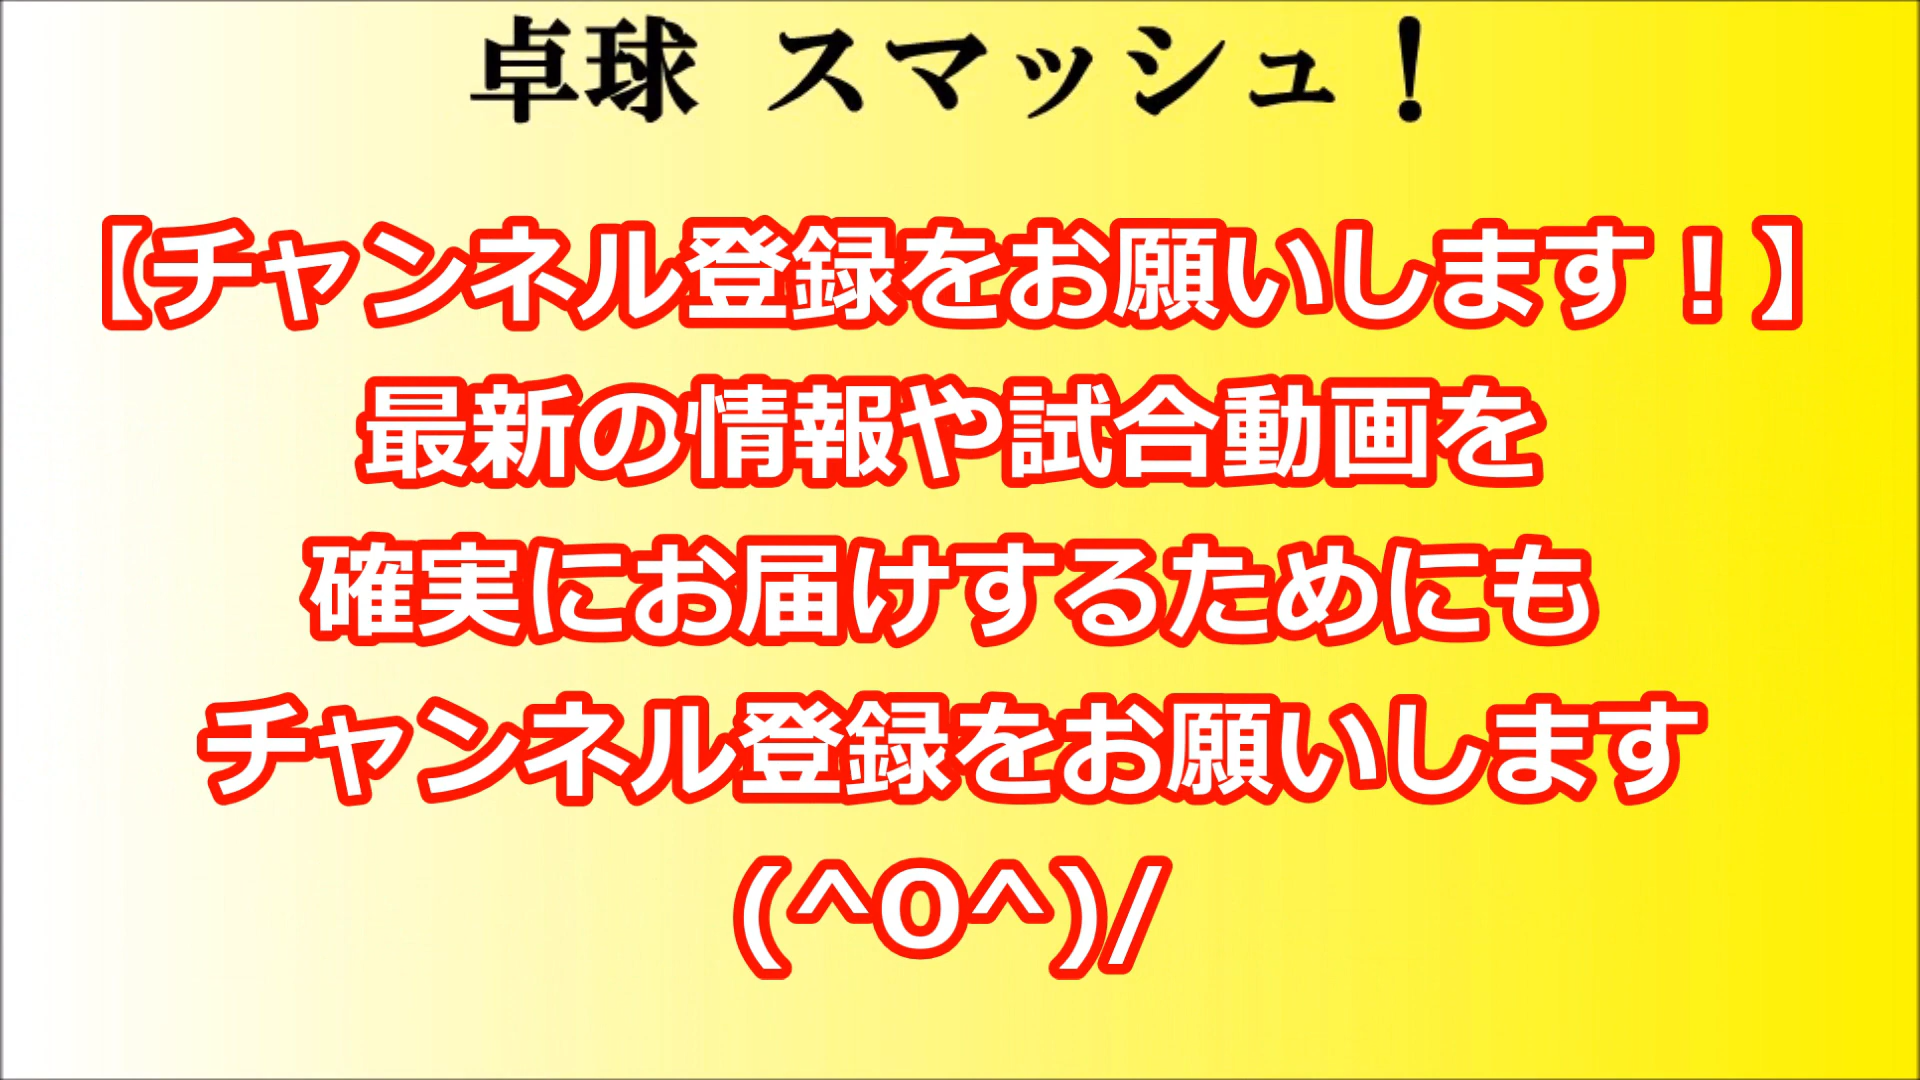 卓球 スマッシュ！
【チャンネル登録をお願いします！】
最新の情報や試合動画を
確実にお届けするためにも
チャンネル登録をお願いします
(^O^)/